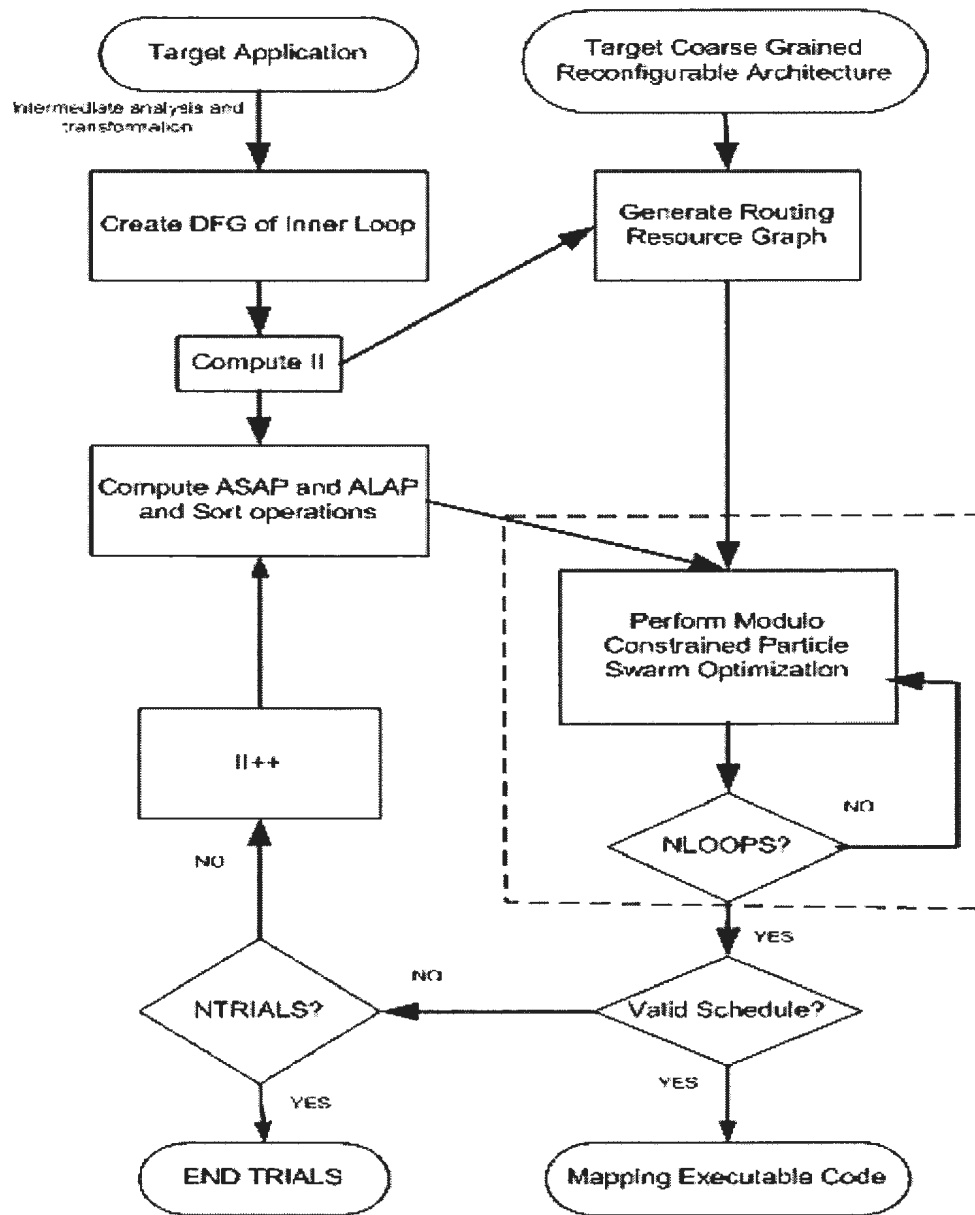 Target Application
Target Coarse Grained
Reconfigurable Architecture
Intermediate analysis and
transformation
Create DFG of Inner Loop
Generate Routing
Resource Graph
Compute II
Compute ASAP and ALAP
and Sort operations
Perform Modulo
Constrained Particle
Swarm Optimization
II++
NLOOPS?
NO
NO
YES
NTRIALS?
NO
Valid Schedule?
YES
YES
END TRIALS
Mapping Executable Code